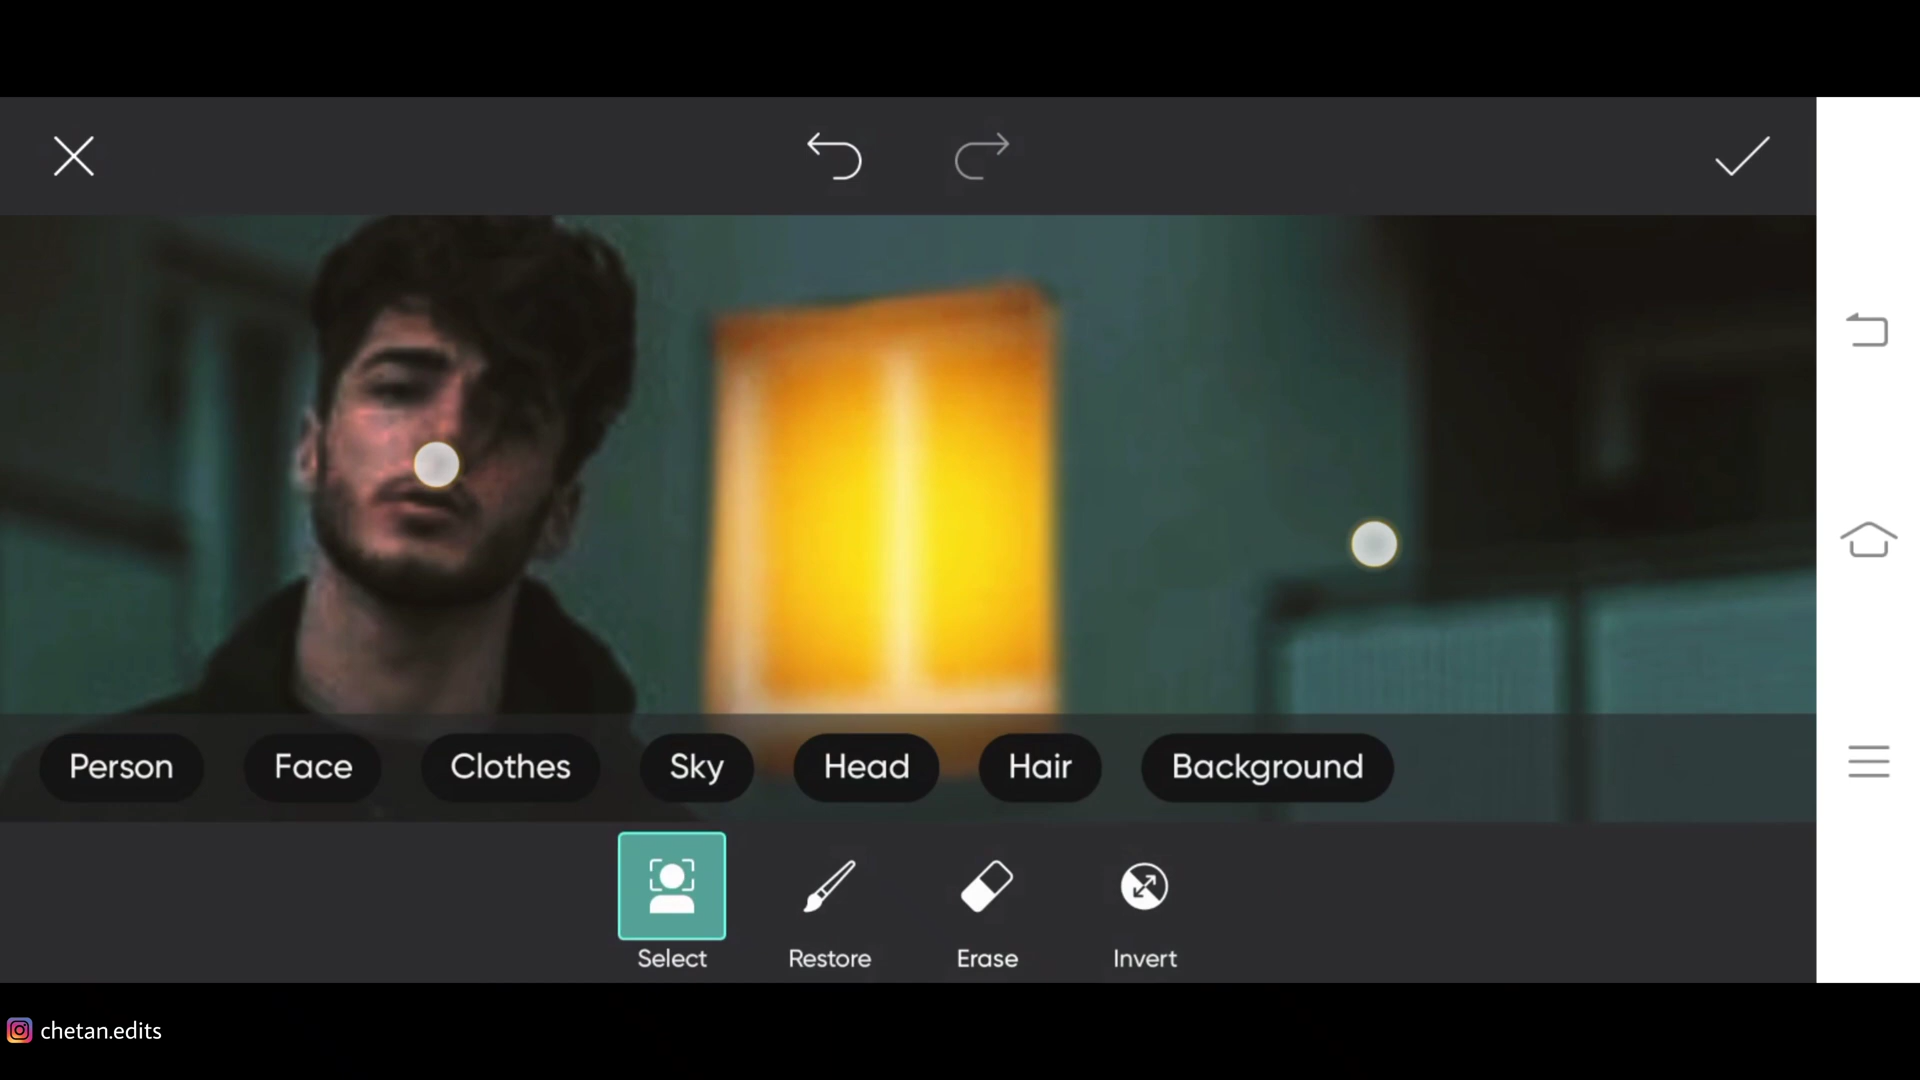 Person Face Clothes Sky Head Hair Background
Select Restore Erase Invert
chetan.edits